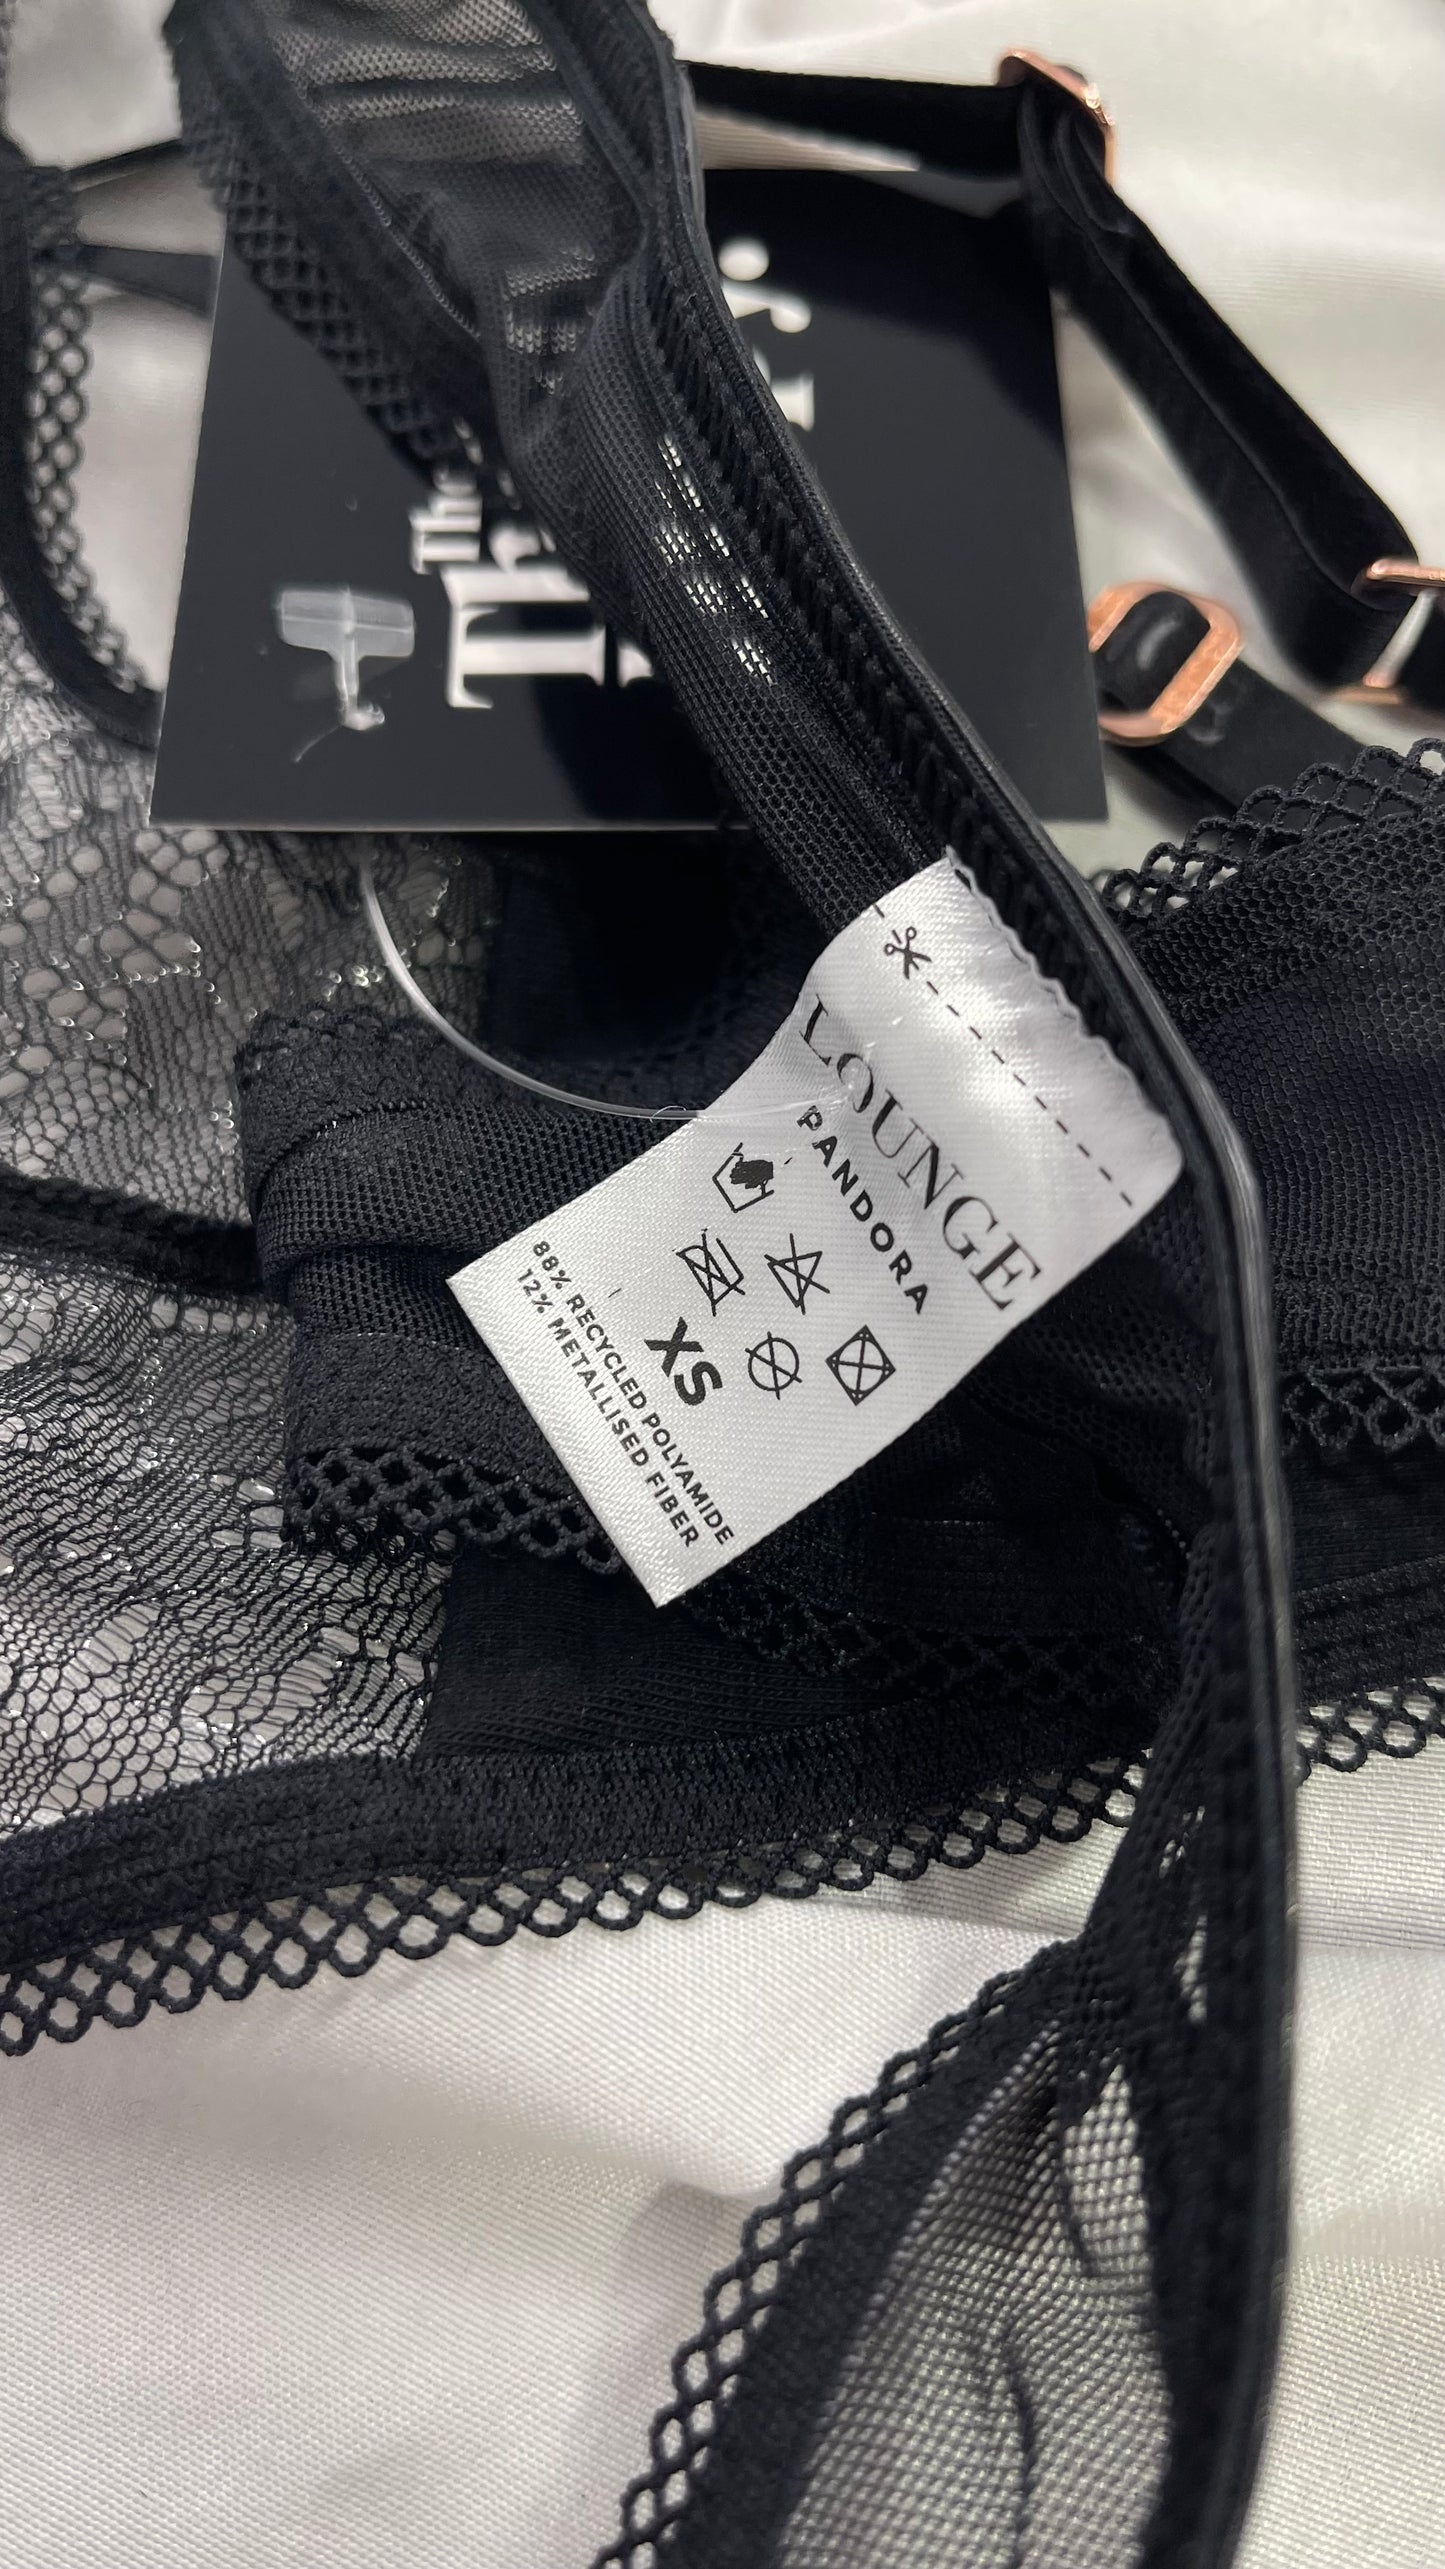 LOUNGE
PANDORA
XS
88% RECYCLED POLYAMIDE
12% METALLISED FIBER